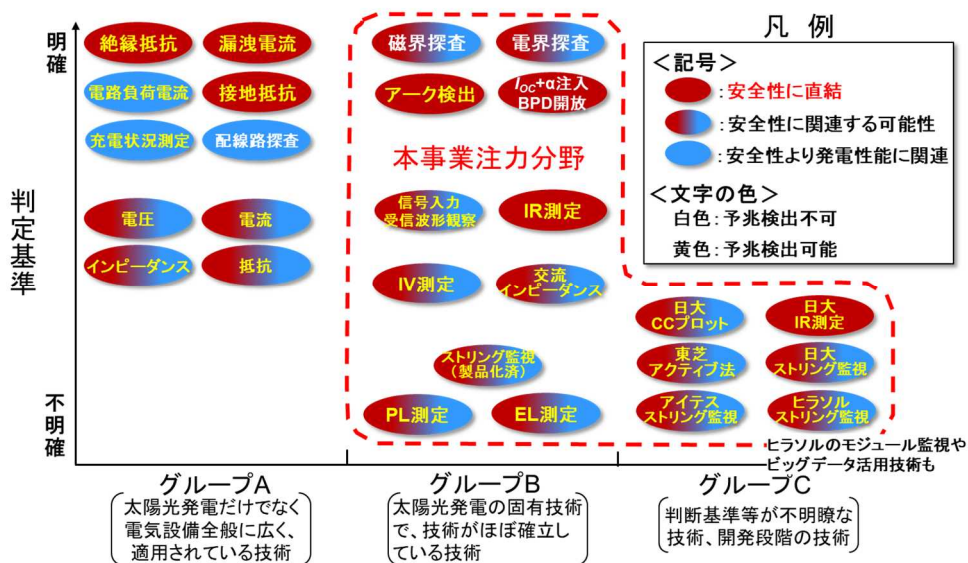 明確
判定基準
不明確
絶縁抵抗
漏洩電流
電路負荷電流
接地抵抗
充電状況測定
配線路探査
電圧
電流
インピーダンス
抵抗
磁界探査
電界探査
アーク検出
IOC+α注入
BPD開放
本事業注力分野
信号入力
受信波形観察
IR測定
IV測定
交流
インピーダンス
ストリング監視
(製品化済)
PL測定
EL測定
凡例
＜記号＞
：安全性に直結
：安全性に関連する可能性
：安全性より発電性能に関連
＜文字の色＞
白色：予兆検出不可
黄色：予兆検出可能
日大
CCプロット
日大
IR測定
東芝
アクティブ法
日大
ストリング監視
アイテス
ストリング監視
ヒラソル
ストリング監視
ヒラソルのモジュール監視や
ビッグデータ活用技術も
グループA
太陽光発電だけでなく
電気設備全般に広く、
適用されている技術
グループB
太陽光発電の固有技術
で、技術がほぼ確立し
ている技術
グループC
判断基準等が不明瞭な
技術、開発段階の技術